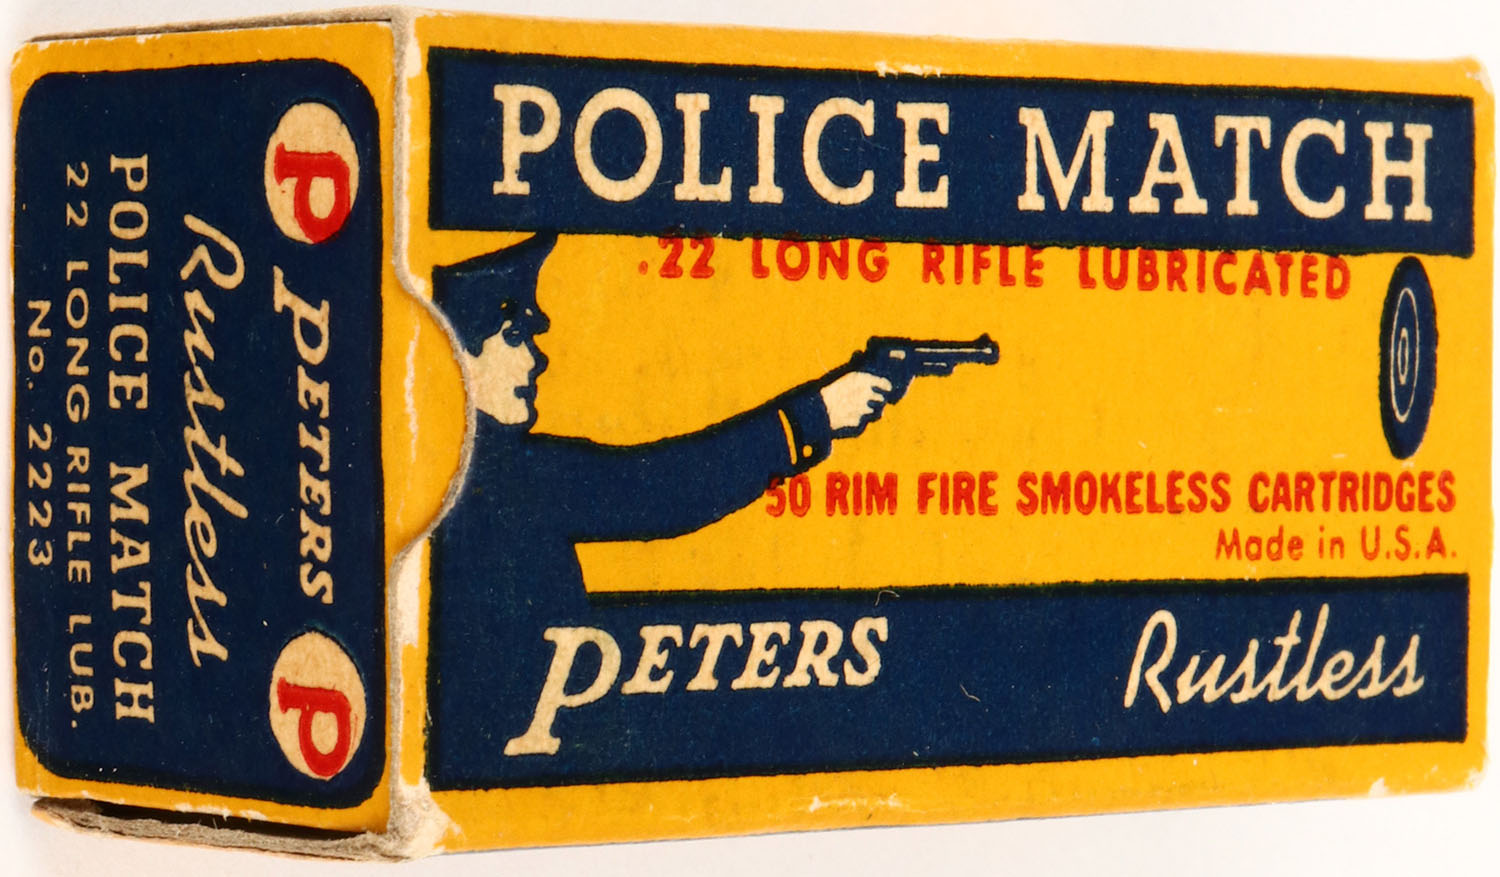 POLICE MATCH
.22 LONG RIFLE LUBRICATED
50 RIM FIRE SMOKELESS CARTRIDGES
Made in U.S.A.
PETERS Rustless
P PETERS P
Rustless
POLICE MATCH
22 LONG RIFLE LUB.
No. 2223